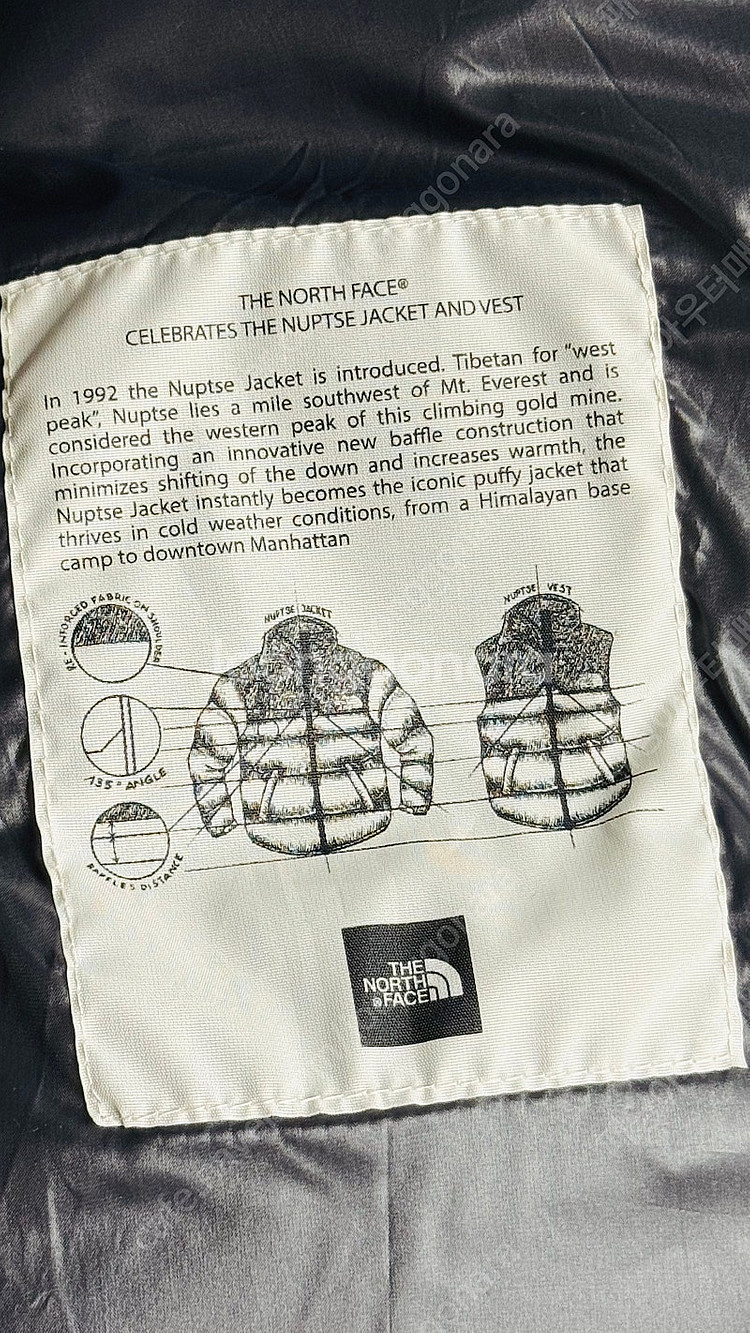 THE NORTH FACE®
CELEBRATES THE NUPTSE JACKET AND VEST
In 1992 the Nuptse Jacket is introduced. Tibetan for "west
peak", Nuptse lies a mile southwest of Mt. Everest and is
considered the western peak of this climbing gold mine.
Incorporating an innovative new baffle construction that
minimizes shifting of the down and increases warmth, the
Nuptse Jacket instantly becomes the iconic puffy jacket that
thrives in cold weather conditions, from a Himalayan base
camp to downtown Manhattan
RE-INFORCED FABRIC ON SHOULDER
NUPTSE JACKET
NUPTSE VEST
135° ANGLE
BAFFLES DISTANCE
THE
NORTH
®FACE